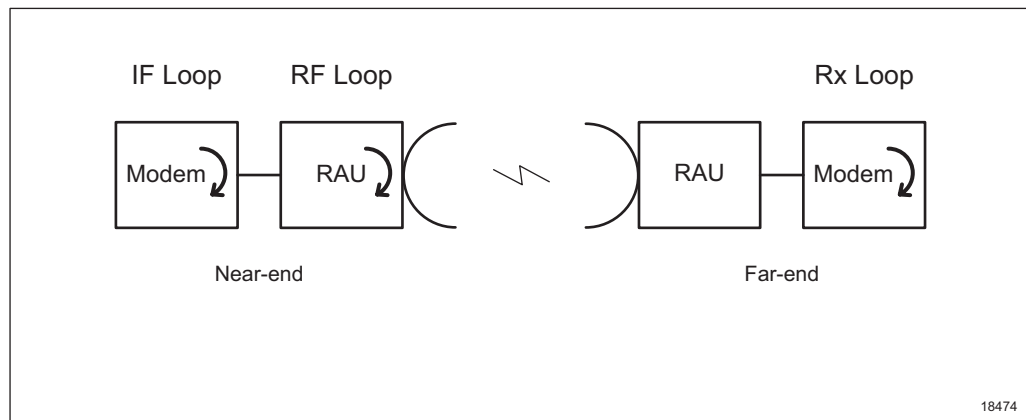 IF Loop RF Loop Rx Loop
Modem RAU RAU Modem
Near-end Far-end
18474